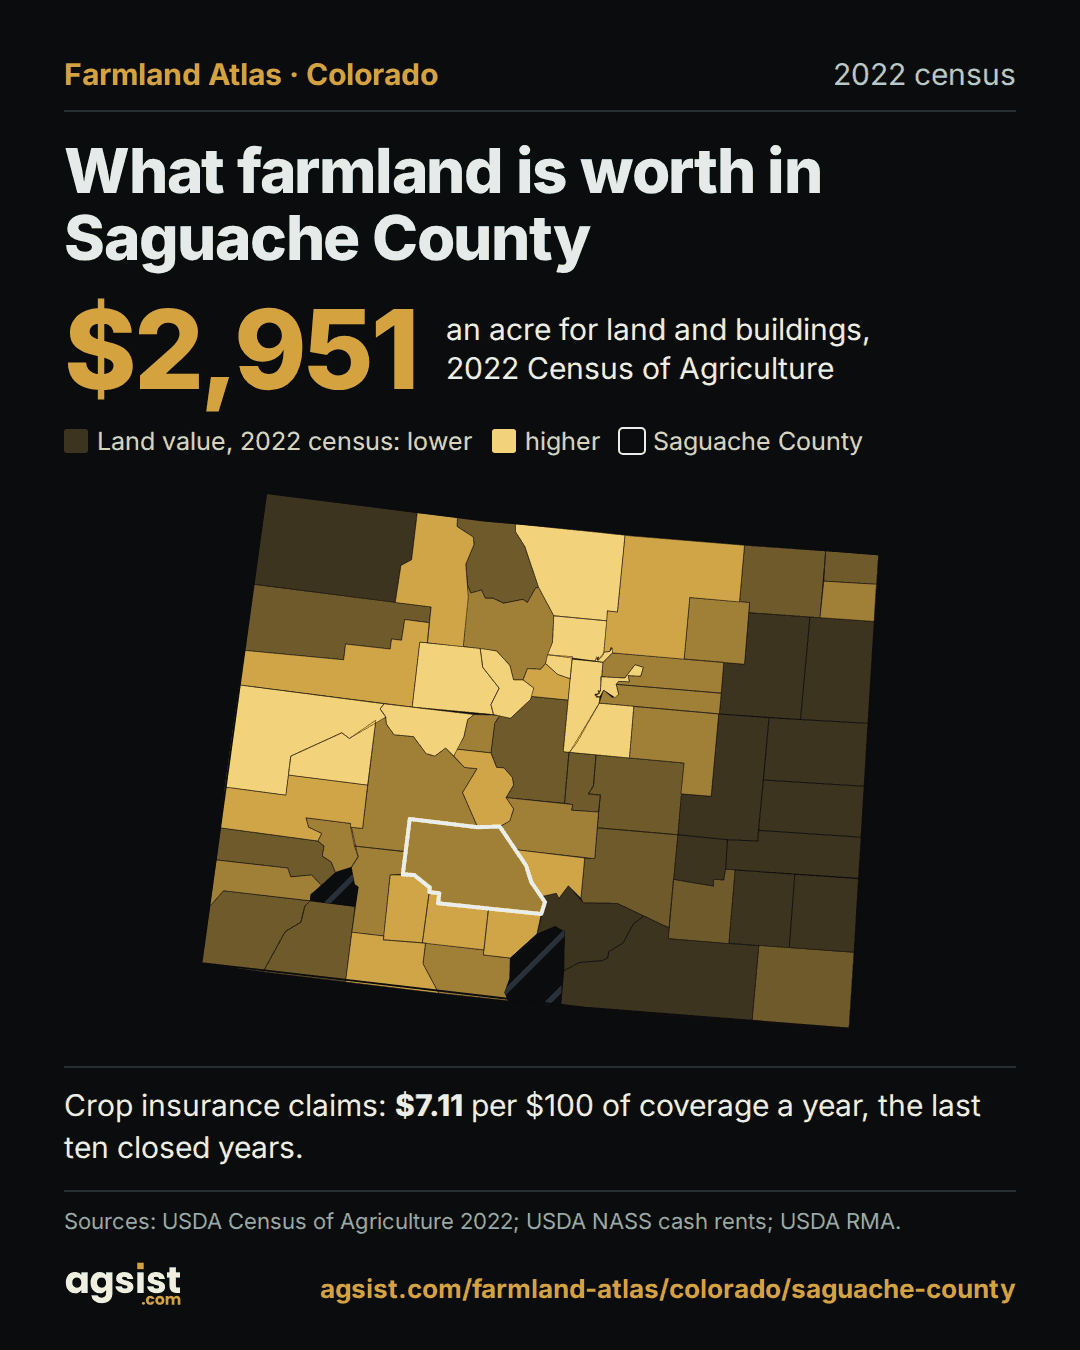 Farmland Atlas · Colorado
2022 census
What farmland is worth in
Saguache County
$2,951
an acre for land and buildings,
2022 Census of Agriculture
Land value, 2022 census: lower
higher
Saguache County
Crop insurance claims: $7.11 per $100 of coverage a year, the last
ten closed years.
Sources: USDA Census of Agriculture 2022; USDA NASS cash rents; USDA RMA.
agsist
.com
agsist.com/farmland-atlas/colorado/saguache-county